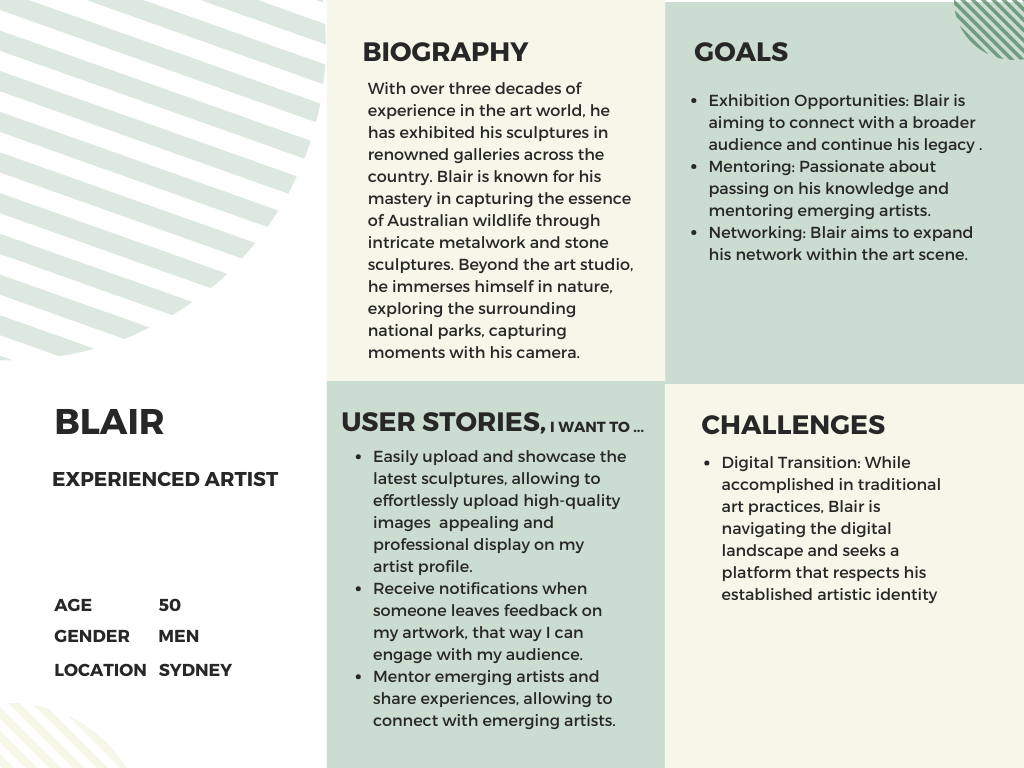 BLAIR
EXPERIENCED ARTIST
AGE 50
GENDER MEN
LOCATION SYDNEY
BIOGRAPHY
With over three decades of
experience in the art world, he
has exhibited his sculptures in
renowned galleries across the
country. Blair is known for his
mastery in capturing the essence
of Australian wildlife through
intricate metalwork and stone
sculptures. Beyond the art studio,
he immerses himself in nature,
exploring the surrounding
national parks, capturing
moments with his camera.
GOALS
• Exhibition Opportunities: Blair is
aiming to connect with a broader
audience and continue his legacy .
• Mentoring: Passionate about
passing on his knowledge and
mentoring emerging artists.
• Networking: Blair aims to expand
his network within the art scene.
USER STORIES, I WANT TO ...
• Easily upload and showcase the
latest sculptures, allowing to
effortlessly upload high-quality
images  appealing and
professional display on my
artist profile.
• Receive notifications when
someone leaves feedback on
my artwork, that way I can
engage with my audience.
• Mentor emerging artists and
share experiences, allowing to
connect with emerging artists.
CHALLENGES
• Digital Transition: While
accomplished in traditional
art practices, Blair is
navigating the digital
landscape and seeks a
platform that respects his
established artistic identity